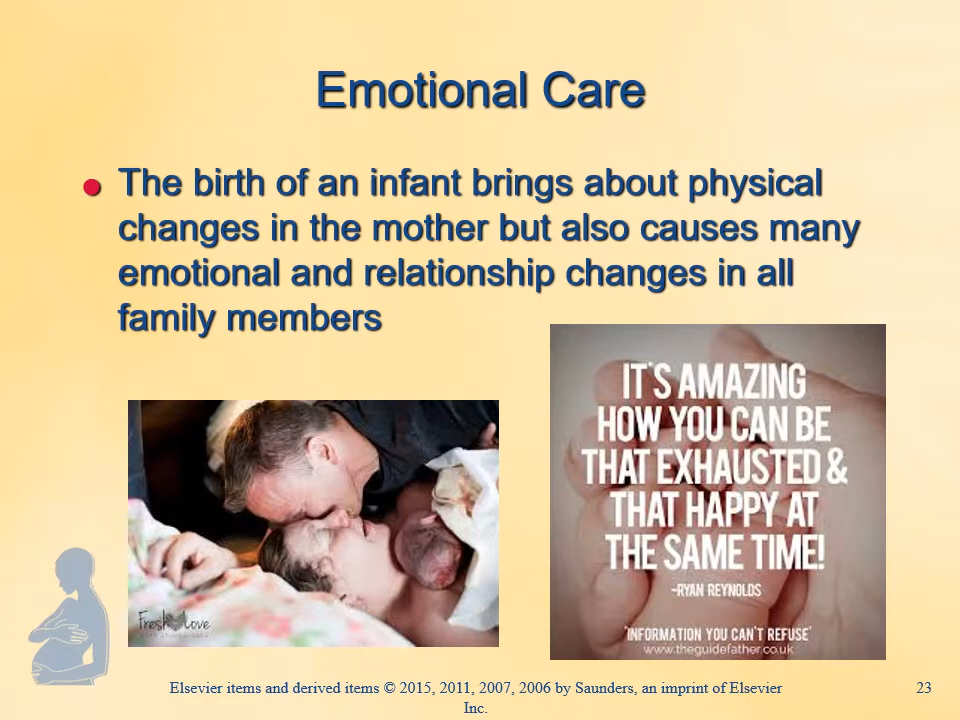 Emotional Care
The birth of an infant brings about physical
changes in the mother but also causes many
emotional and relationship changes in all
family members
IT'S AMAZING
HOW YOU CAN BE
THAT EXHAUSTED &
THAT HAPPY AT
THE SAME TIME!
-RYAN REYNOLDS
'INFORMATION YOU CAN'T REFUSE'
www.theguidefather.co.uk
Fresh Love
Elsevier items and derived items © 2015, 2011, 2007, 2006 by Saunders, an imprint of Elsevier
Inc.
23